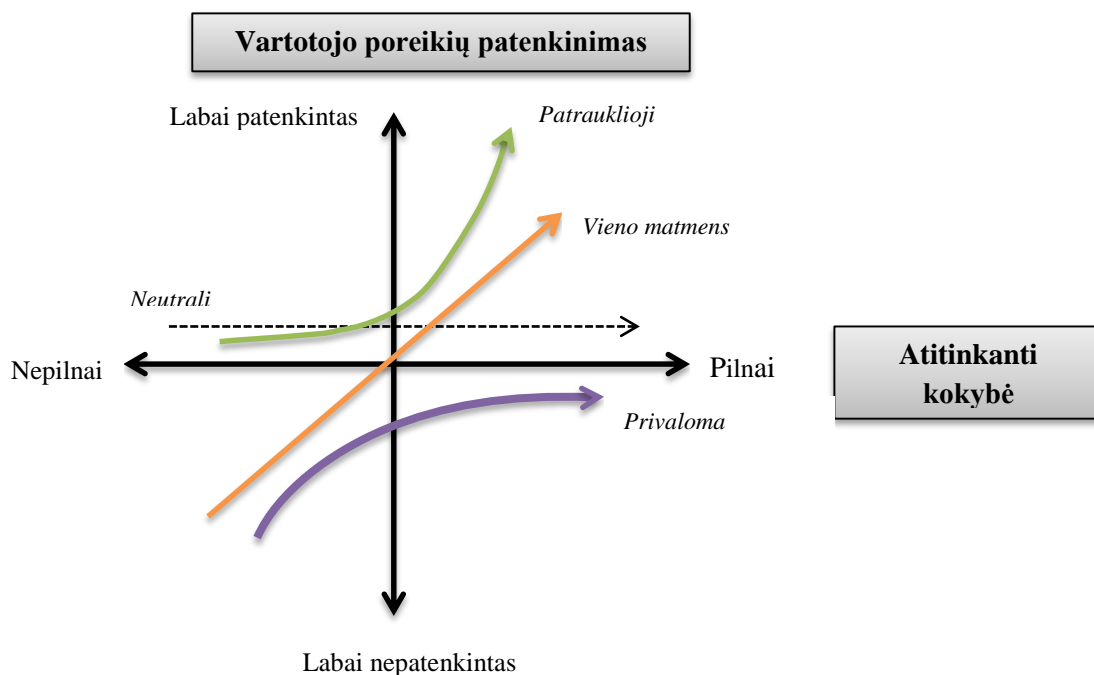 Vartotojo poreikių patenkinimas
Labai patenkintas
Patrauklioji
Vieno matmens
Neutrali
Nepilnai
Pilnai
Atitinkanti
kokybė
Privaloma
Labai nepatenkintas